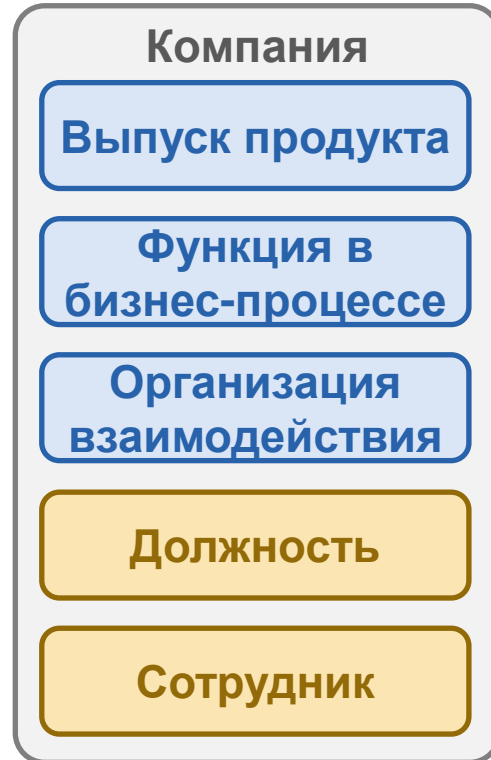 Компания
Выпуск продукта
Функция в
бизнес-процессе
Организация
взаимодействия
Должность
Сотрудник